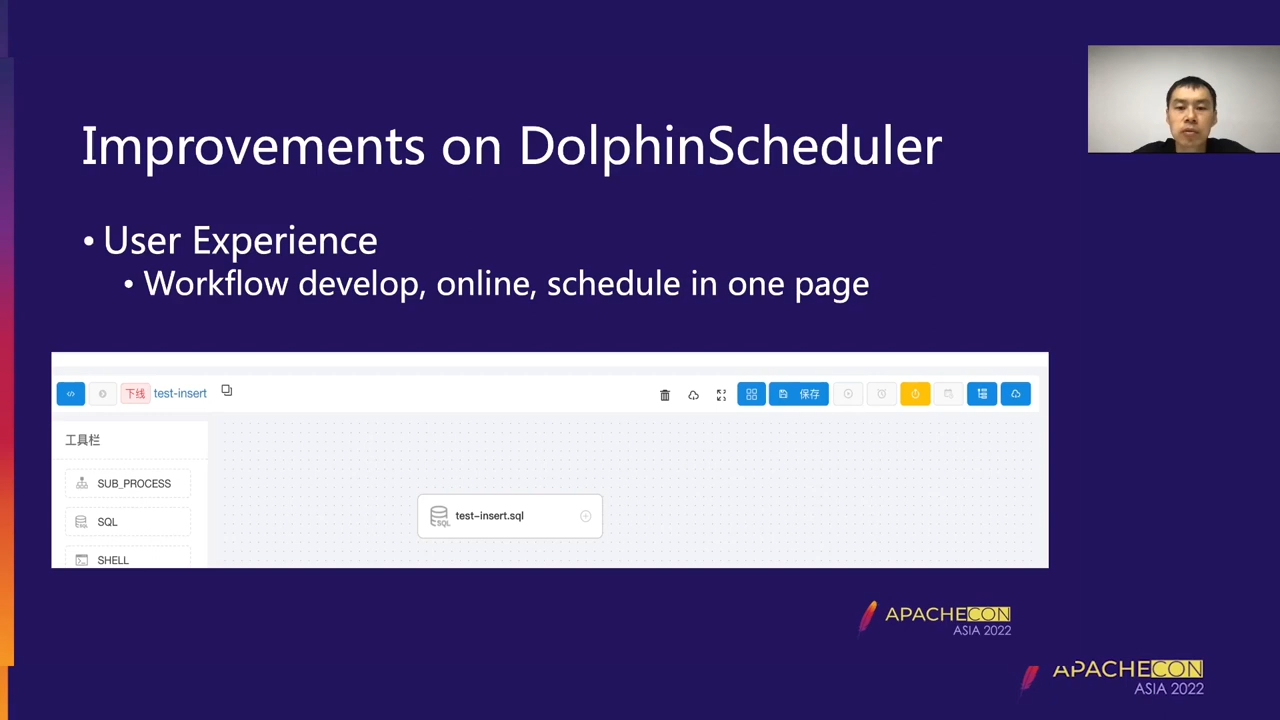 Improvements on DolphinScheduler
• User Experience
• Workflow develop, online, schedule in one page
下线 test-insert
保存
工具栏
SUB_PROCESS
SQL
SHELL
SQL test-insert.sql
APACHECON
ASIA 2022
APACHECON
ASIA 2022